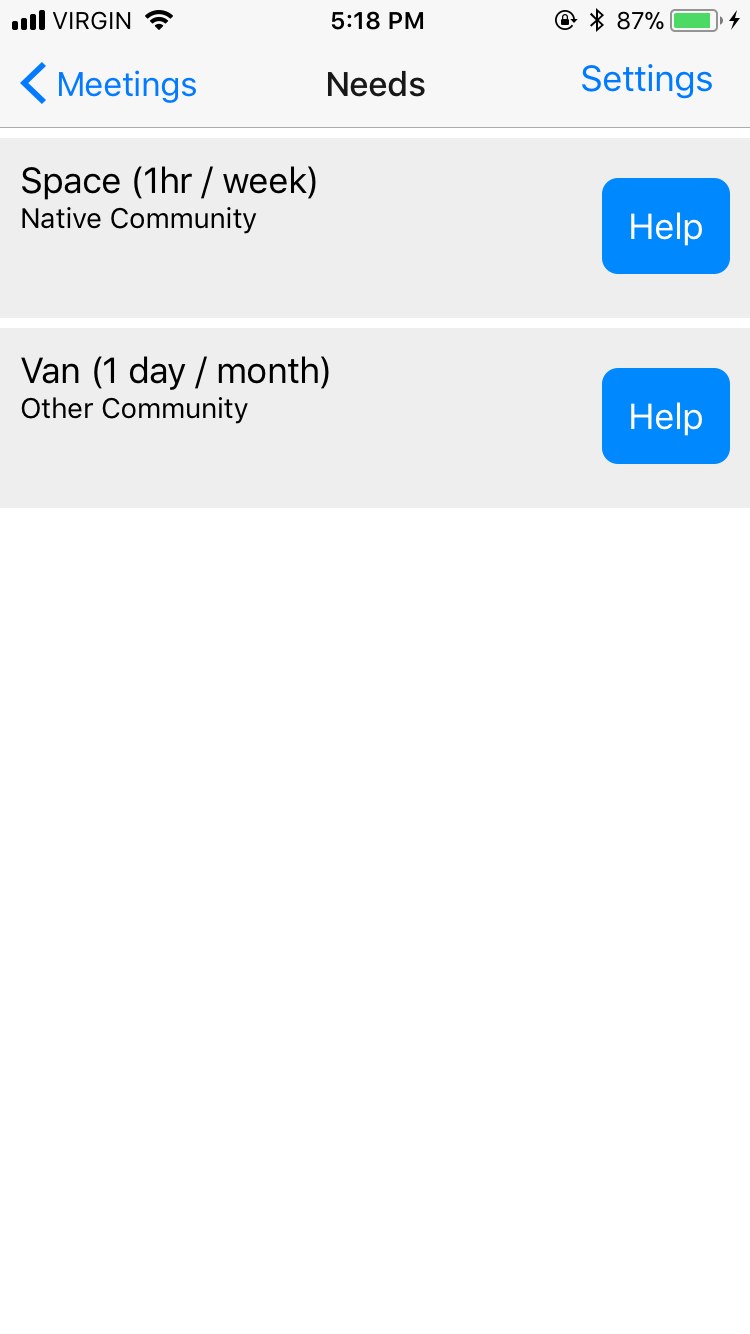 VIRGIN 5:18 PM 87%
Meetings Needs Settings
Space (1hr / week)
Native Community
Help
Van (1 day / month)
Other Community
Help